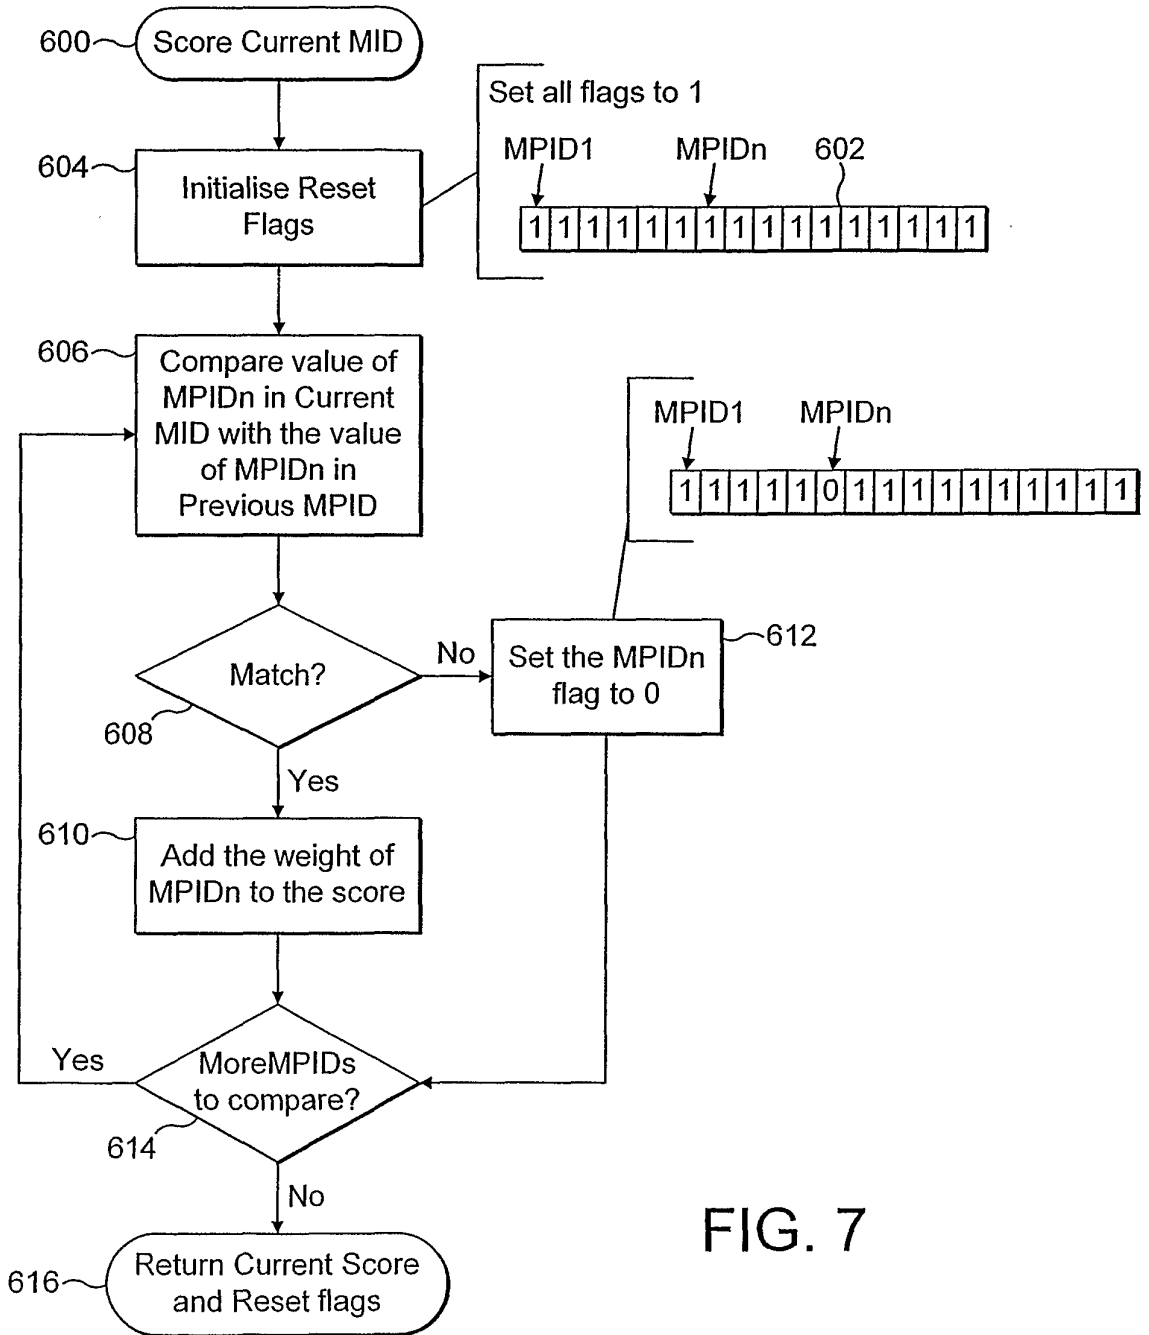 600
Score Current MID
Set all flags to 1
604
Initialise Reset
Flags
MPID1
MPIDn
602
1 1 1 1 1 1 1 1 1 1 1 1 1 1 1 1
606
Compare value of
MPIDn in Current
MID with the value
of MPIDn in
Previous MPID
MPID1
MPIDn
1 1 1 1 1 0 1 1 1 1 1 1 1 1 1 1
Match?
608
No
Set the MPIDn
flag to 0
612
Yes
610
Add the weight of
MPIDn to the score
Yes
MoreMPIDs
to compare?
614
No
616
Return Current Score
and Reset flags
FIG. 7